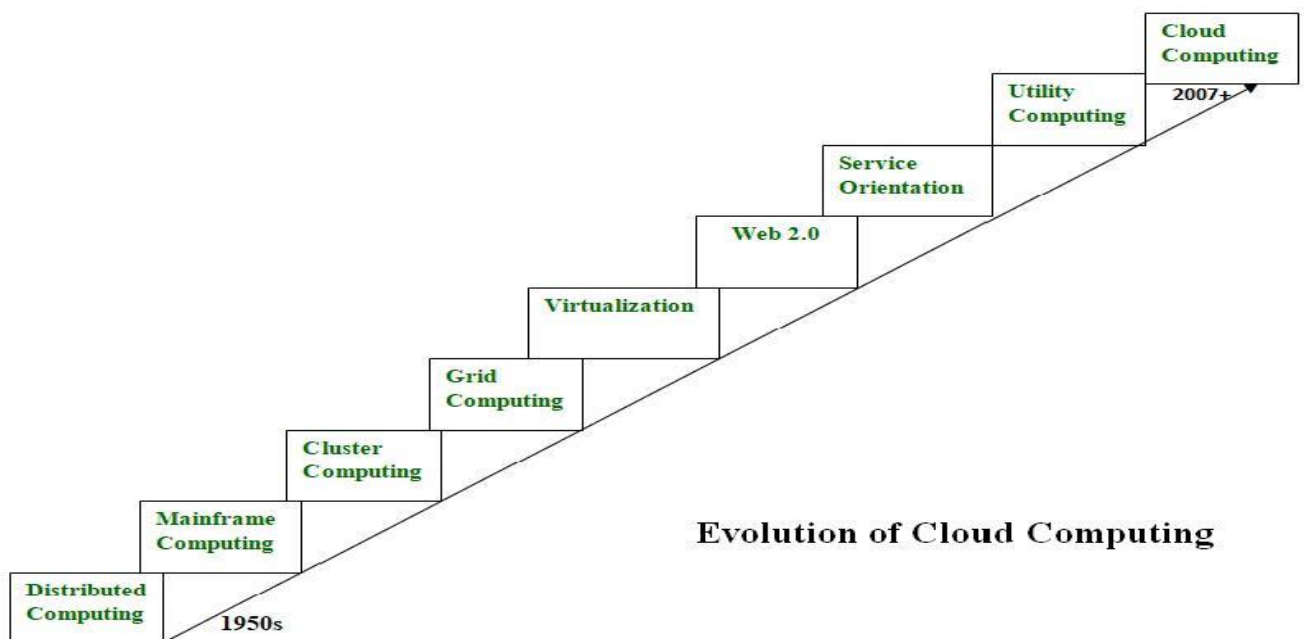 Cloud
Computing
2007+
Utility
Computing
Service
Orientation
Web 2.0
Virtualization
Grid
Computing
Cluster
Computing
Mainframe
Computing
Evolution of Cloud Computing
Distributed
Computing
1950s